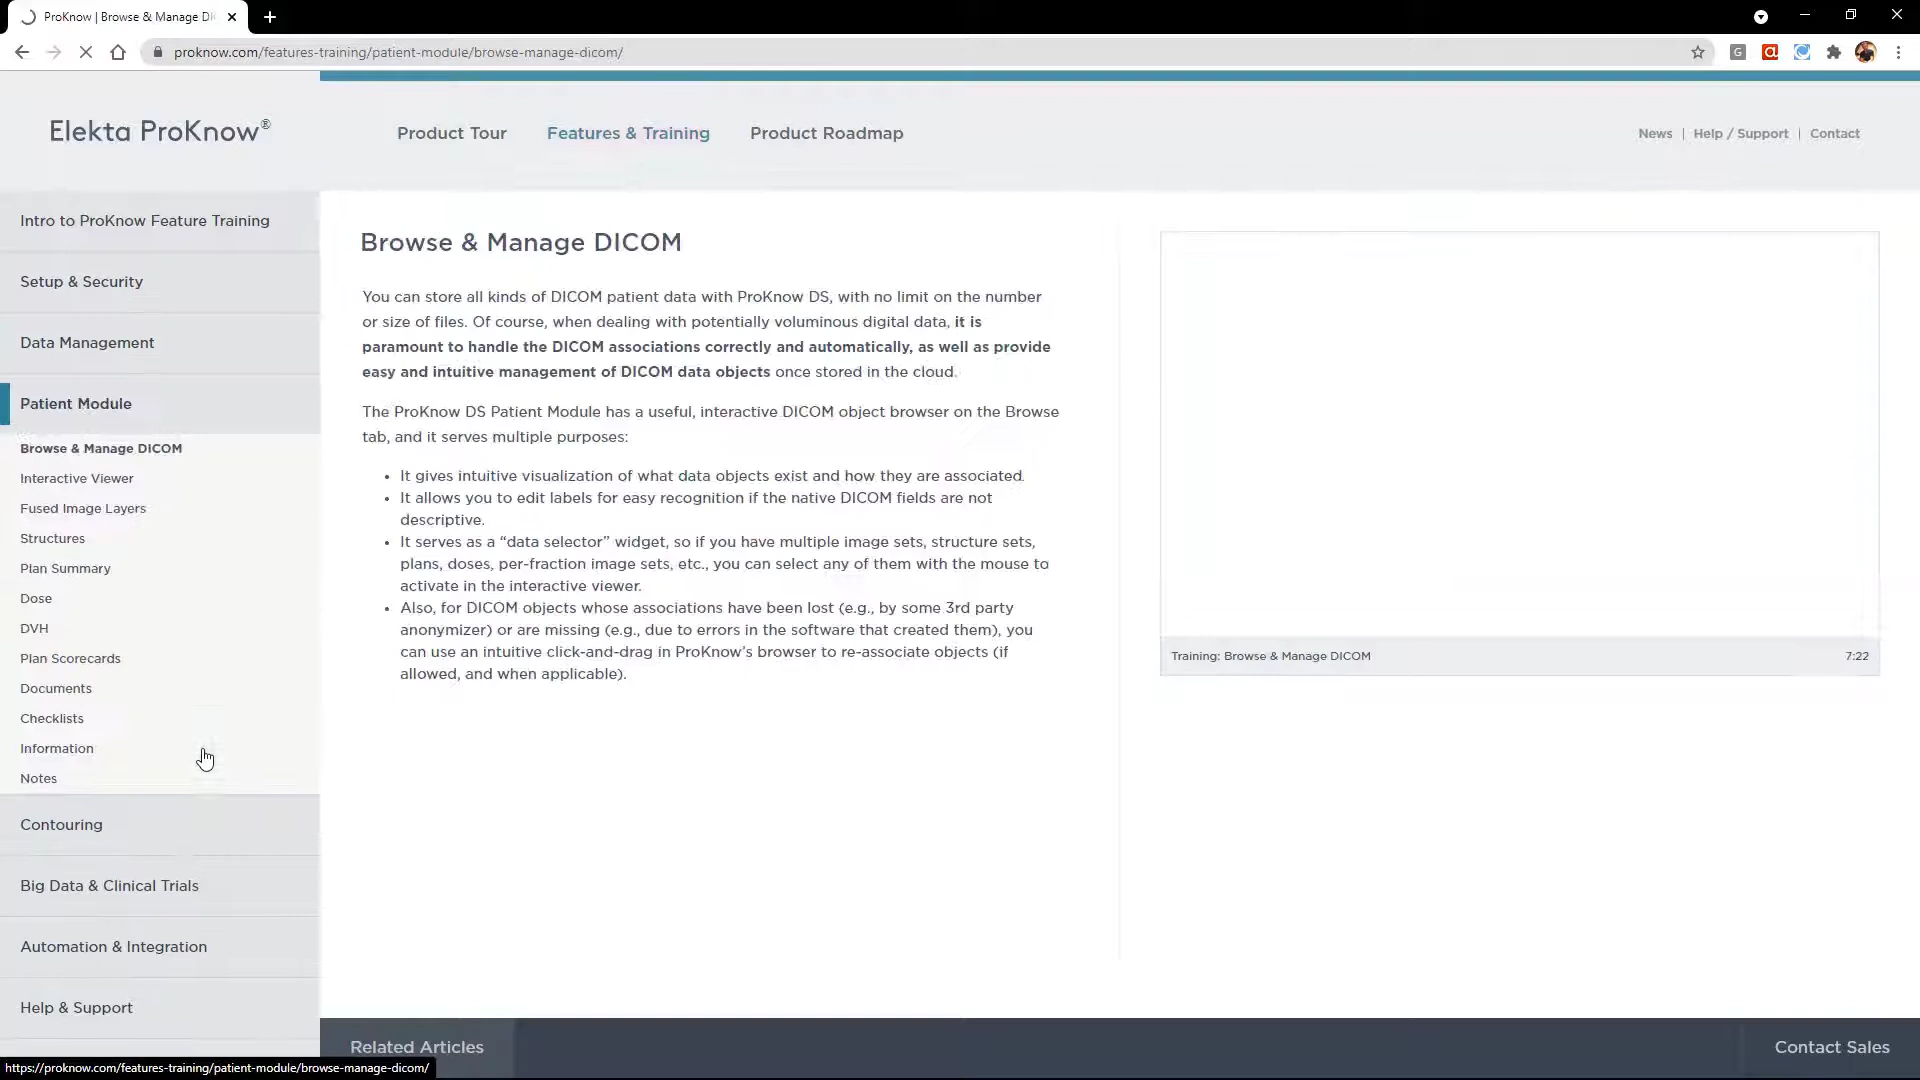 ProKnow | Browse & Manage DI
proknow.com/features-training/patient-module/browse-manage-dicom/
Elekta ProKnow®
Product Tour
Features & Training
Product Roadmap
News | Help / Support | Contact
Intro to ProKnow Feature Training
Setup & Security
Data Management
Patient Module
Browse & Manage DICOM
Interactive Viewer
Fused Image Layers
Structures
Plan Summary
Dose
DVH
Plan Scorecards
Documents
Checklists
Information
Notes
Contouring
Big Data & Clinical Trials
Automation & Integration
Help & Support
Browse & Manage DICOM
You can store all kinds of DICOM patient data with ProKnow DS, with no limit on the number
or size of files. Of course, when dealing with potentially voluminous digital data, it is
paramount to handle the DICOM associations correctly and automatically, as well as provide
easy and intuitive management of DICOM data objects once stored in the cloud.
The ProKnow DS Patient Module has a useful, interactive DICOM object browser on the Browse
tab, and it serves multiple purposes:
• It gives intuitive visualization of what data objects exist and how they are associated.
• It allows you to edit labels for easy recognition if the native DICOM fields are not
descriptive.
• It serves as a “data selector” widget, so if you have multiple image sets, structure sets,
plans, doses, per-fraction image sets, etc., you can select any of them with the mouse to
activate in the interactive viewer.
• Also, for DICOM objects whose associations have been lost (e.g., by some 3rd party
anonymizer) or are missing (e.g., due to errors in the software that created them), you
can use an intuitive click-and-drag in ProKnow’s browser to re-associate objects (if
allowed, and when applicable).
Training: Browse & Manage DICOM
7:22
Related Articles
Contact Sales
https://proknow.com/features-training/patient-module/browse-manage-dicom/